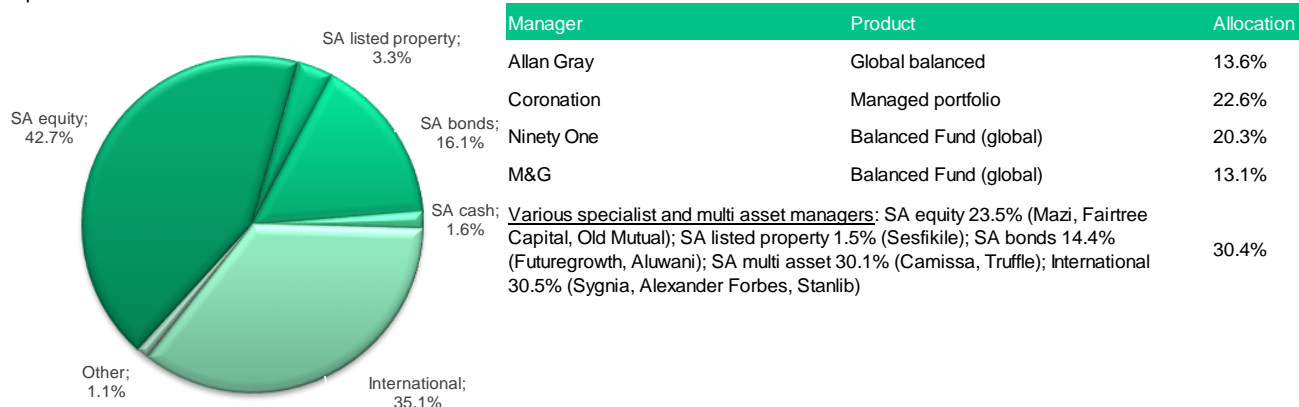 SA listed property;
3.3%
SA equity;
42.7%
SA bonds;
16.1%
SA cash;
1.6%
Other;
1.1%
International;
35.1%
Manager Product Allocation
Allan Gray Global balanced 13.6%
Coronation Managed portfolio 22.6%
Ninety One Balanced Fund (global) 20.3%
M&G Balanced Fund (global) 13.1%
Various specialist and multi asset managers: SA equity 23.5% (Mazi, Fairtree
Capital, Old Mutual); SA listed property 1.5% (Sesfikile); SA bonds 14.4%
(Futuregrowth, Aluwani); SA multi asset 30.1% (Camissa, Truffle); International
30.5% (Sygnia, Alexander Forbes, Stanlib)
30.4%